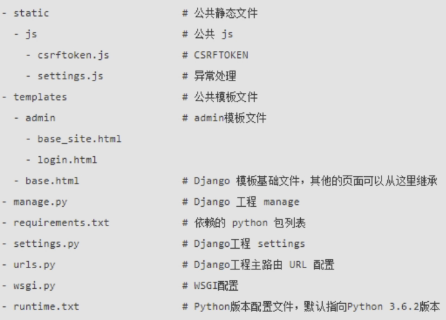 - static # 公共静态文件
- js # 公共 js
- csrftoken.js # CSRFTOKEN
- settings.js # 异常处理
- templates # 公共模板文件
- admin # admin模板文件
- base_site.html
- login.html
- base.html # Django 模板基础文件，其他的页面可以从这里继承
- manage.py # Django 工程 manage
- requirements.txt # 依赖的 python 包列表
- settings.py # Django工程 settings
- urls.py # Django工程主路由 URL 配置
- wsgi.py # WSGI配置
- runtime.txt # Python版本配置文件，默认指向Python 3.6.2版本